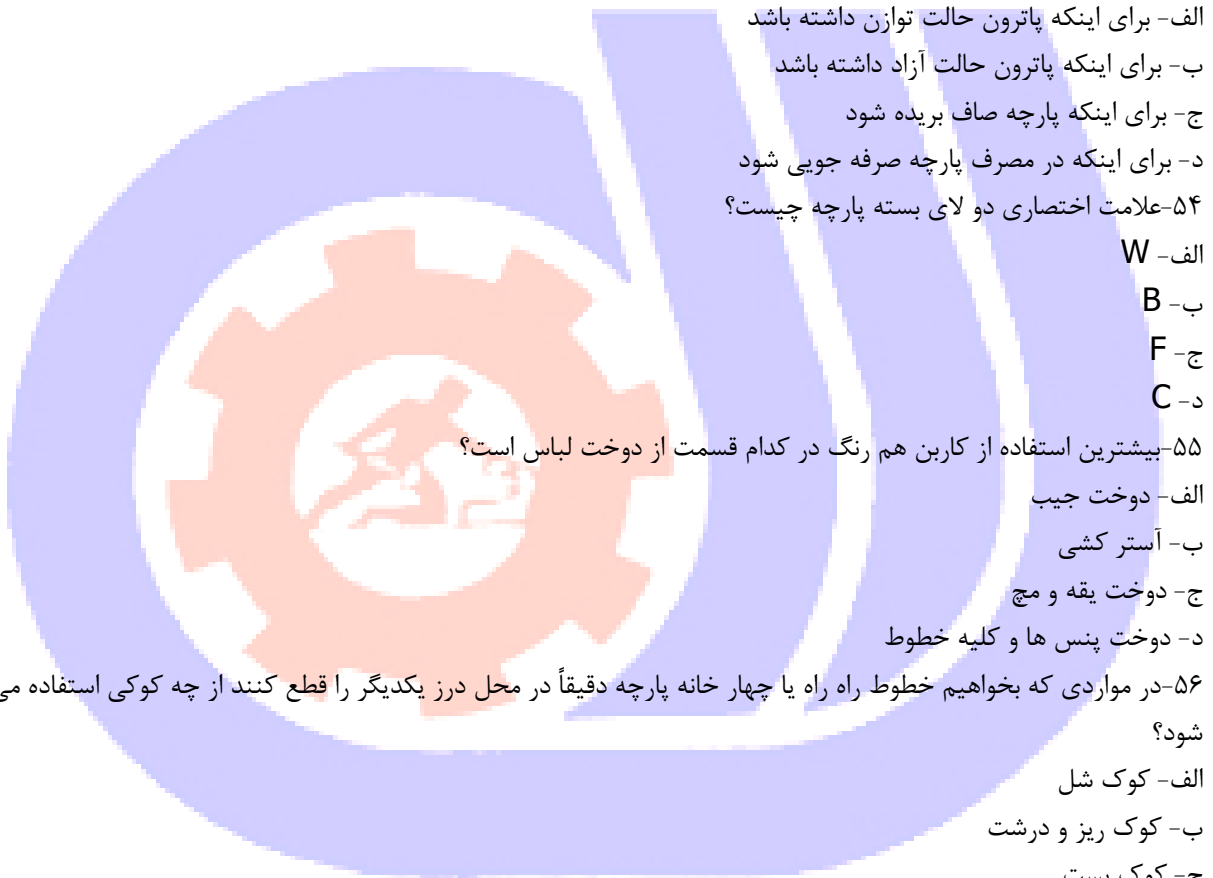 الف- برای اینکه پاترون حالت توازن داشته باشد
ب- برای اینکه پاترون حالت آزاد داشته باشد
ج- برای اینکه پارچه صاف بریده شود
د- برای اینکه در مصرف پارچه صرفه جویی شود
۵۴-علامت اختصاری دو لای بسته پارچه چیست؟
الف- W
ب- B
ج- F
د- C
۵۵-بیشترین استفاده از کاربن هم رنگ در کدام قسمت از دوخت لباس است؟
الف- دوخت جیب
ب- آستر کشی
ج- دوخت یقه و مچ
د- دوخت پنس ها و کلیه خطوط
۵۶-در مواردی که بخواهیم خطوط راه راه یا چهار خانه پارچه دقیقاً در محل درز یکدیگر را قطع کنند از چه کوکی استفاده می
شود؟
الف- کوک شل
ب- کوک ریز و درشت
ج- کوک پست